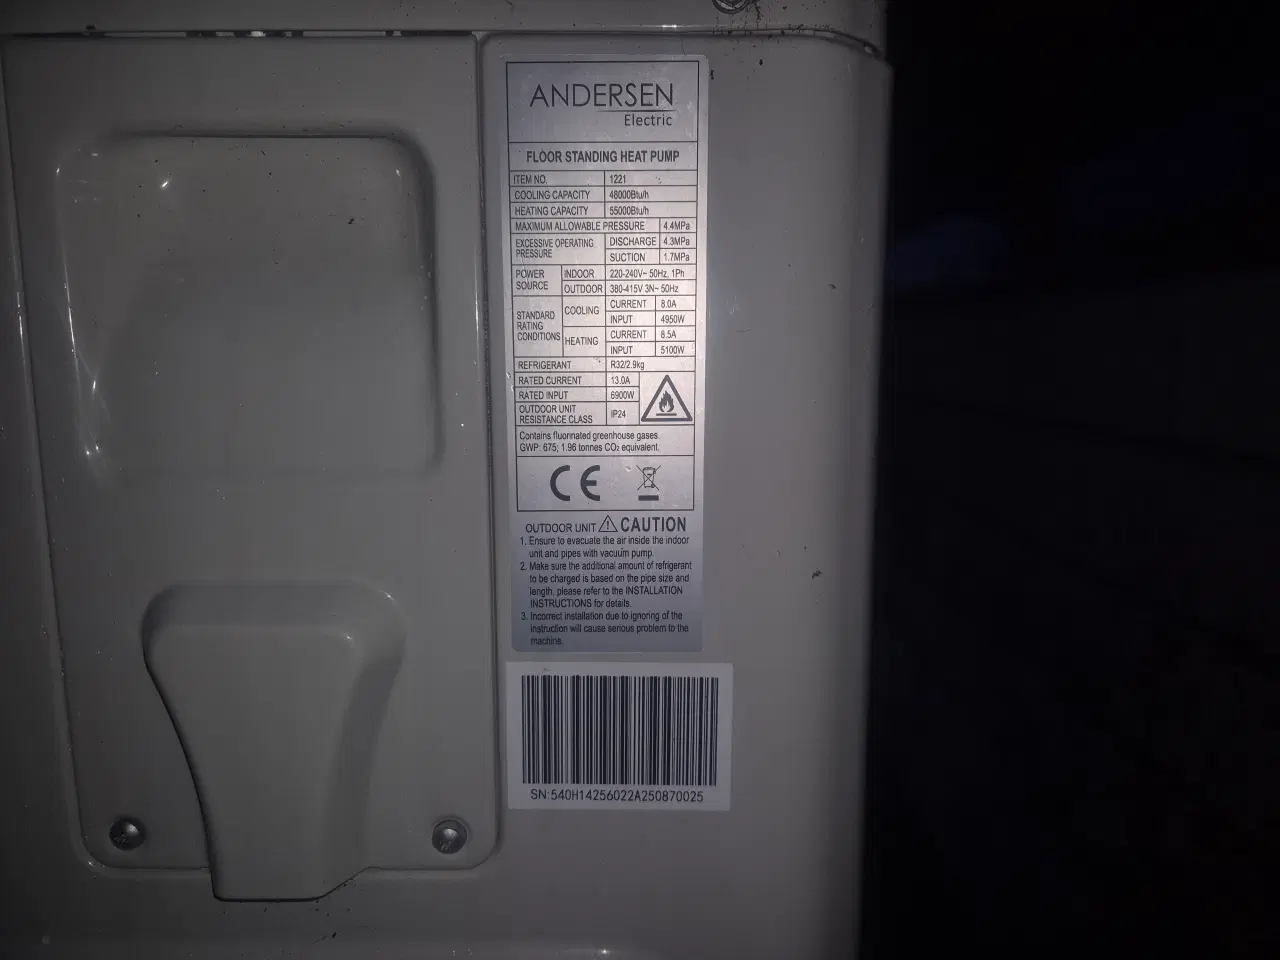 ANDERSEN
Electric
FLOOR STANDING HEAT PUMP
ITEM NO. 1221
COOLING CAPACITY 48000Btu/h
HEATING CAPACITY 55000Btu/h
MAXIMUM ALLOWABLE PRESSURE 4.4MPa
EXCESSIVE OPERATING PRESSURE DISCHARGE 4.3MPa
SUCTION 1.7MPa
POWER SOURCE INDOOR 220-240V~ 50Hz, 1Ph
OUTDOOR 380-415V 3N~ 50Hz
STANDARD RATING CONDITIONS COOLING CURRENT 8.0A
INPUT 4950W
HEATING CURRENT 8.5A
INPUT 5100W
REFRIGERANT R32/2.9kg
RATED CURRENT 13.0A
RATED INPUT 6900W
OUTDOOR UNIT RESISTANCE CLASS IP24
Contains fluorinated greenhouse gases.
GWP: 675; 1.96 tonnes CO₂ equivalent.
CE
OUTDOOR UNIT CAUTION
1. Ensure to evacuate the air inside the indoor
unit and pipes with vacuum pump.
2. Make sure the additional amount of refrigerant
to be charged is based on the pipe size and
length, please refer to the INSTALLATION
INSTRUCTIONS for details.
3. Incorrect installation due to ignoring of the
instruction will cause serious problem to the
machine.
SN:540H14256022A250870025